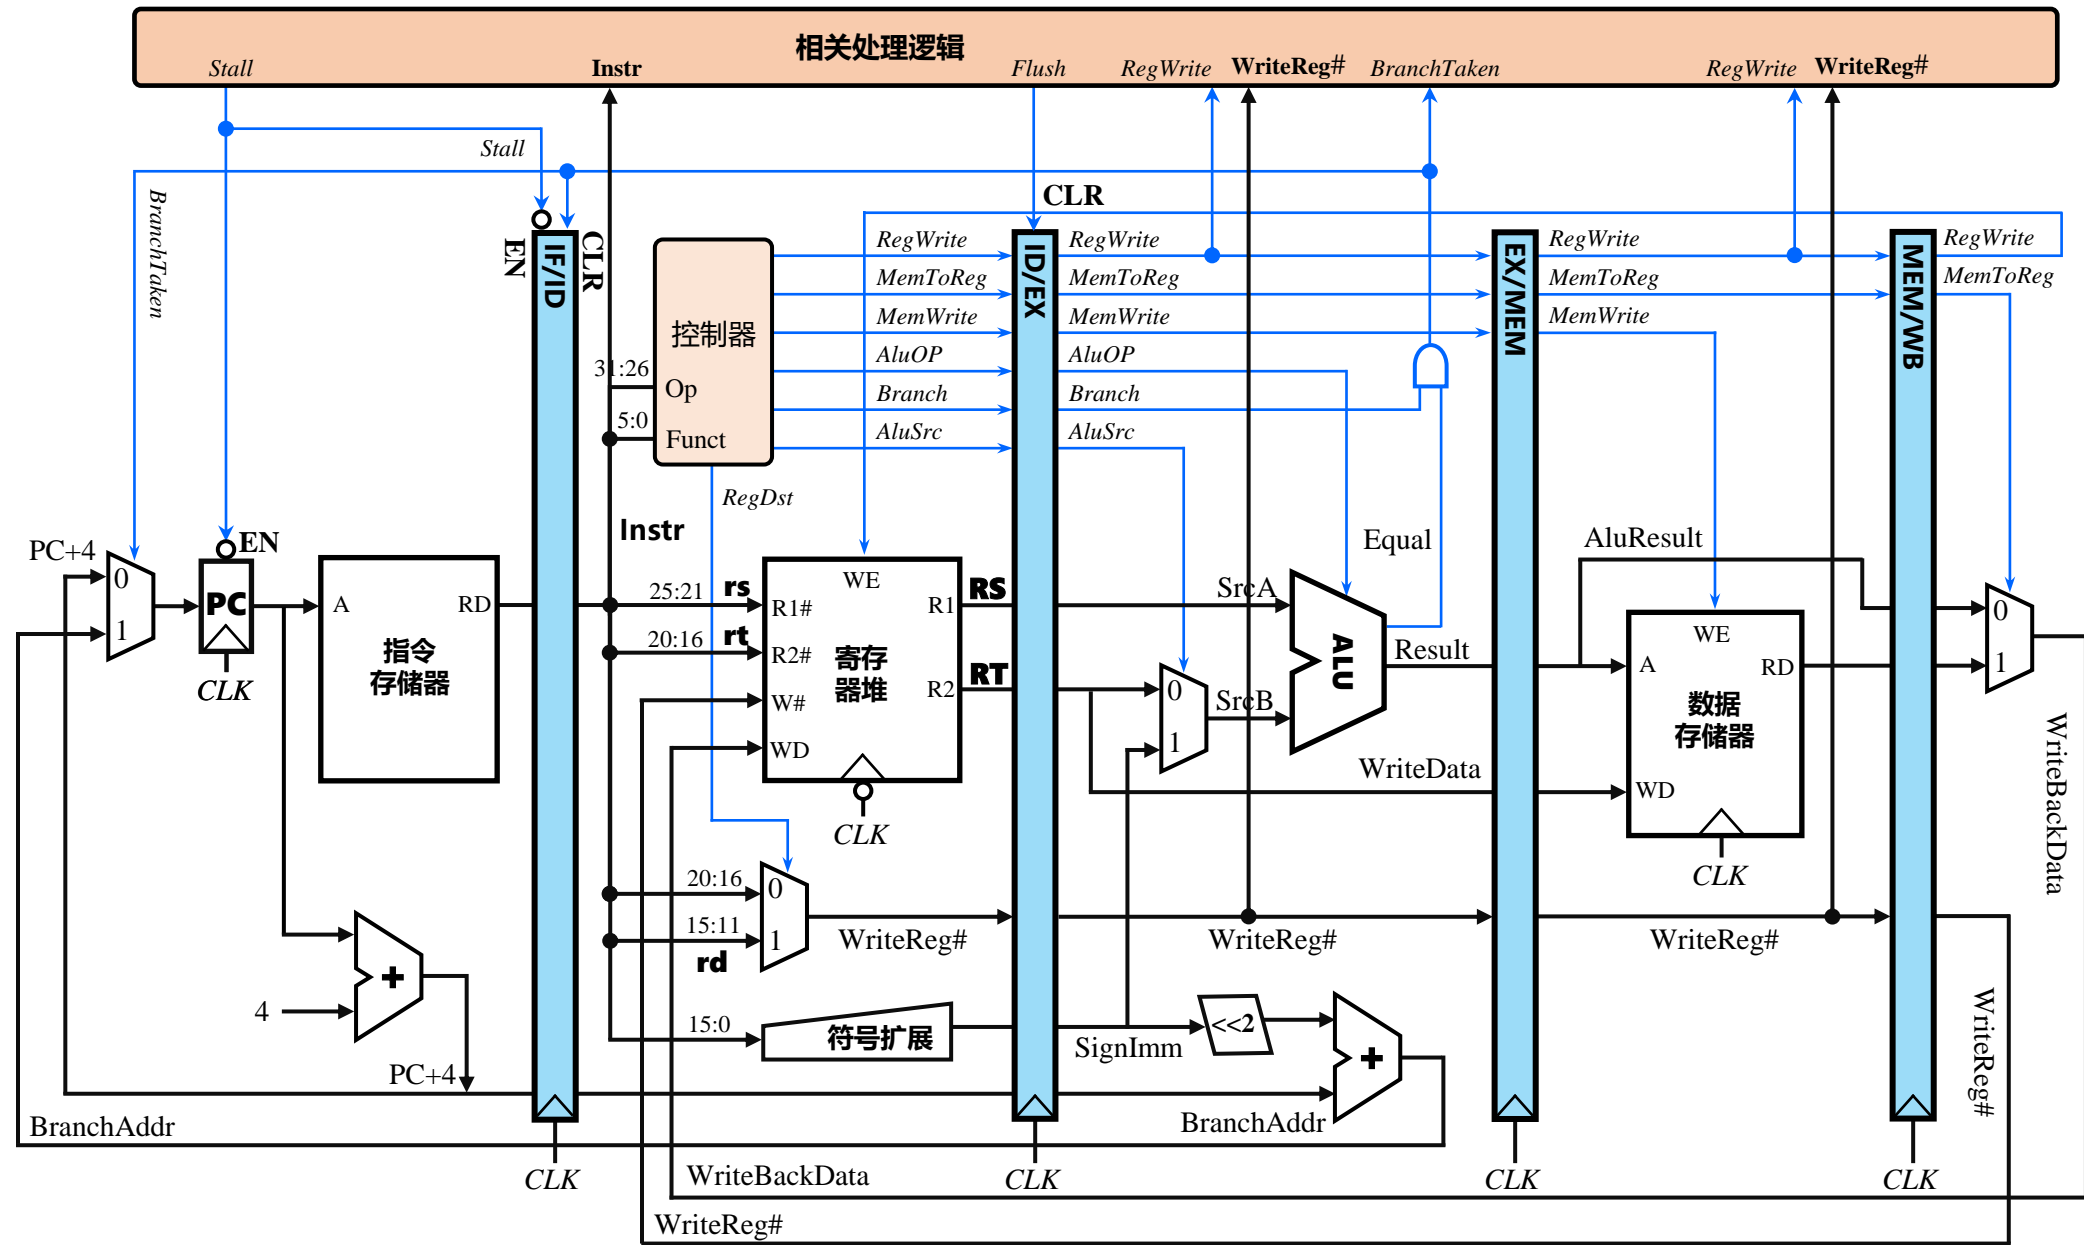 相关处理逻辑
Stall
Instr
Flush
RegWrite
WriteReg#
BranchTaken
RegWrite
WriteReg#
Stall
BranchTaken
CLR
EN
IF/ID
CLR
控制器
31:26
Op
5:0
Funct
RegWrite
MemToReg
MemWrite
AluOP
Branch
AluSrc
RegDst
ID/EX
RegWrite
MemToReg
MemWrite
AluOP
Branch
AluSrc
EX/MEM
RegWrite
MemToReg
MemWrite
MEM/WB
RegWrite
MemToReg
PC+4
0
1
EN
PC
CLK
A
RD
指令
存储器
Instr
25:21
rs
20:16
rt
WE
R1#
R2#
W#
WD
R1
R2
寄存
器堆
CLK
RS
RT
0
1
SrcA
SrcB
ALU
Equal
Result
WriteData
AluResult
WE
A
RD
WD
数据
存储器
CLK
0
1
WriteBackData
20:16
0
15:11
1
rd
WriteReg#
WriteReg#
WriteReg#
WriteReg#
4
+
PC+4
15:0
符号扩展
SignImm
<<2
+
BranchAddr
BranchAddr
CLK
CLK
CLK
CLK
WriteBackData
WriteReg#